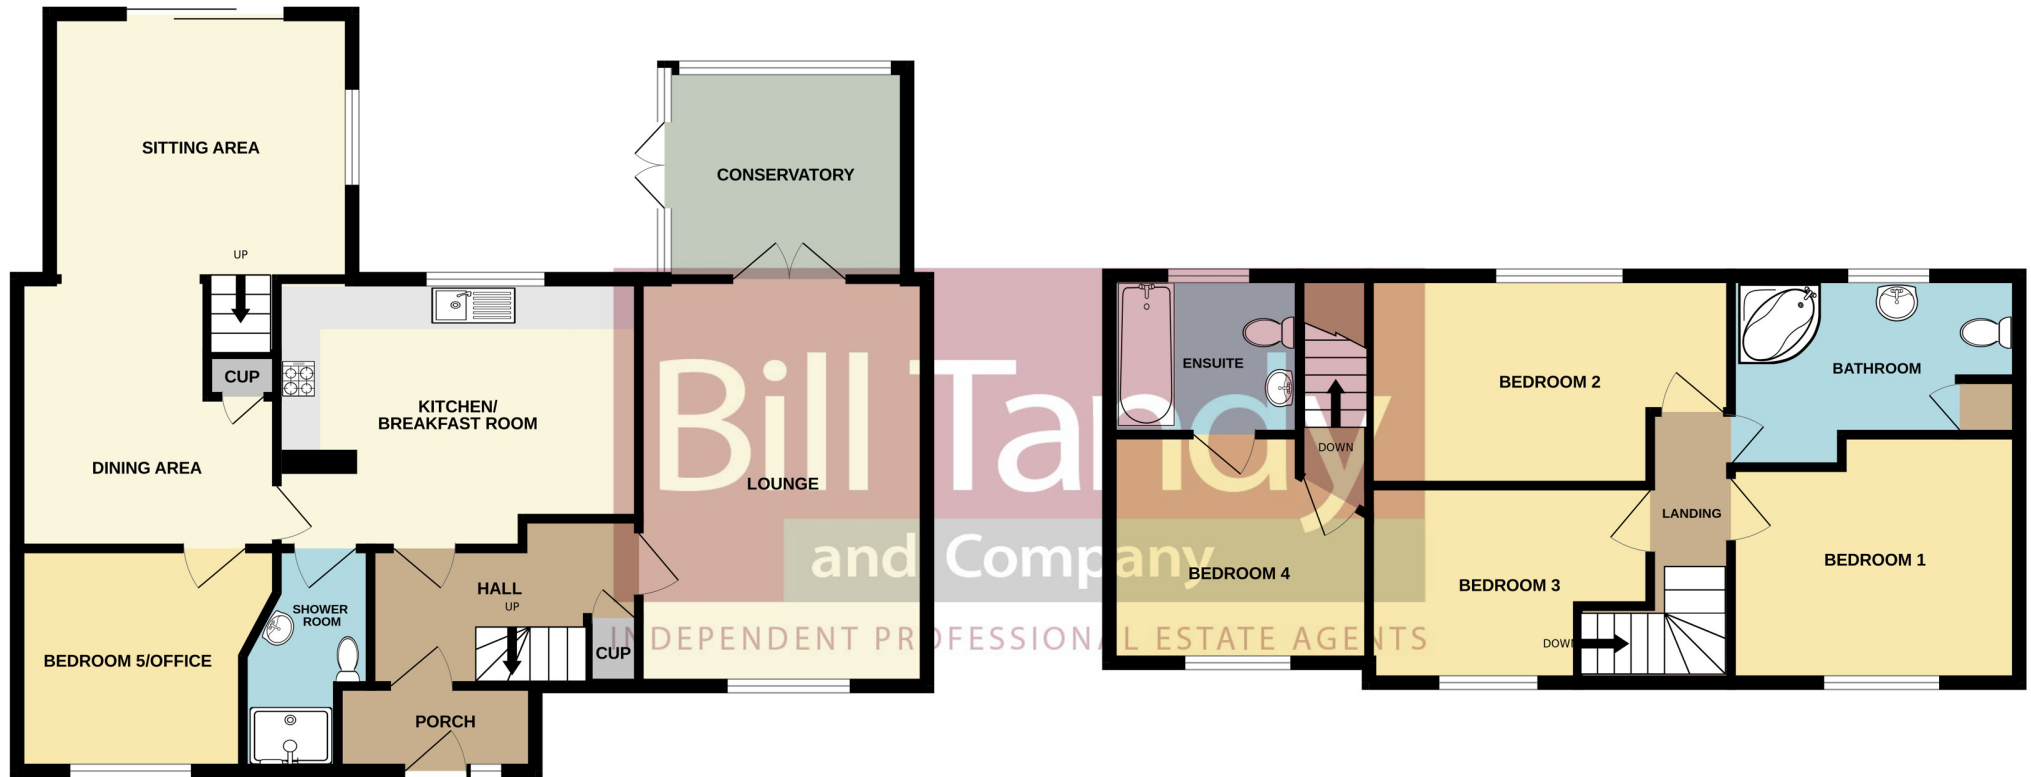 SITTING AREA
UP
CUP
KITCHEN/
BREAKFAST ROOM
DINING AREA
BEDROOM 5/OFFICE
SHOWER
ROOM
HALL
UP
CUP
PORCH
CONSERVATORY
LOUNGE
Bill Tandy
and Company
INDEPENDENT PROFESSIONAL ESTATE AGENTS
ENSUITE
DOWN
BEDROOM 4
BEDROOM 2
BATHROOM
LANDING
BEDROOM 3
BEDROOM 1
DOWN